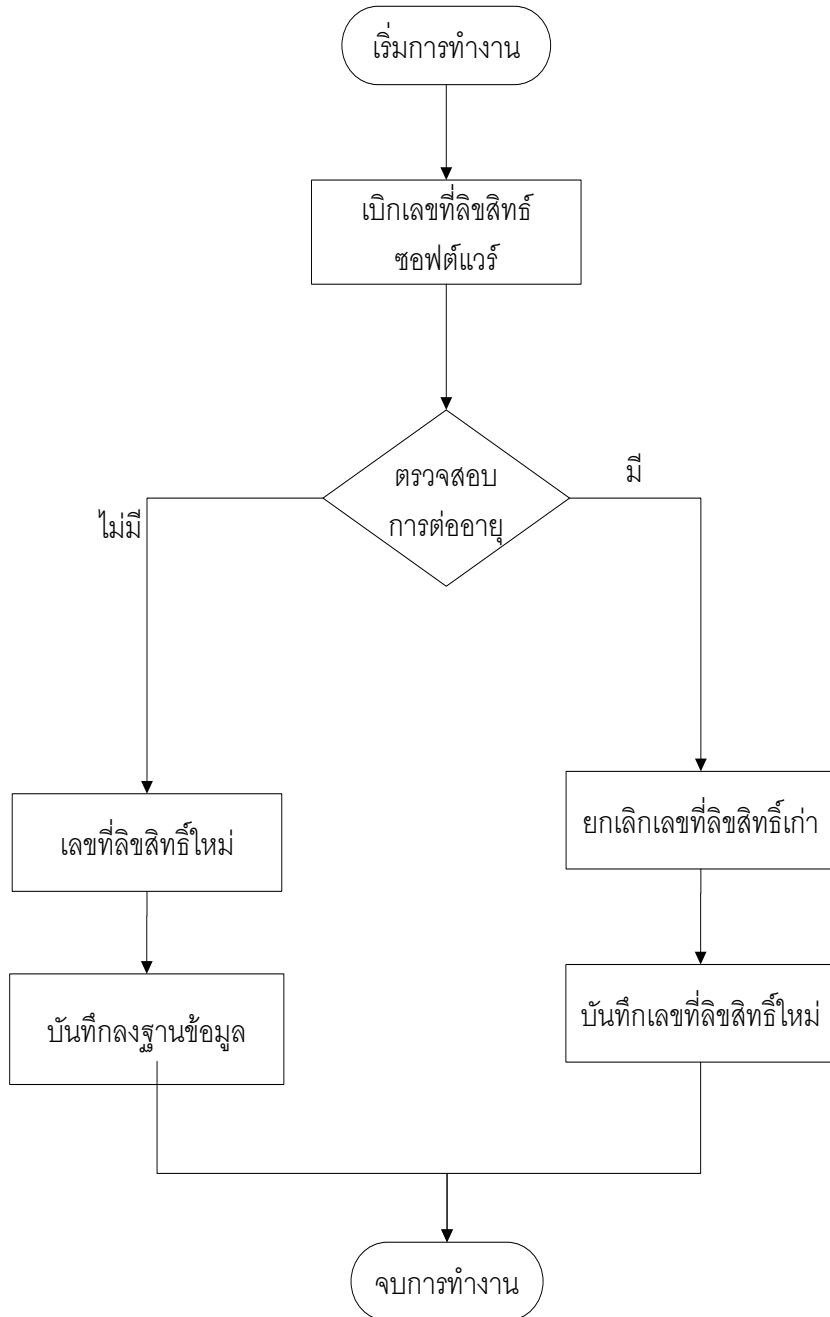 เริ่มการทำงาน
เบิกเลขที่ลิขสิทธ์
ซอฟต์แวร์
ตรวจสอบ
การต่ออายุ
มี
ไม่มี
ยกเลิกเลขที่ลิขสิทธิ์เก่า
เลขที่ลิขสิทธิ์ใหม่
บันทึกเลขที่ลิขสิทธิ์ใหม่
บันทึกลงฐานข้อมูล
จบการทำงาน